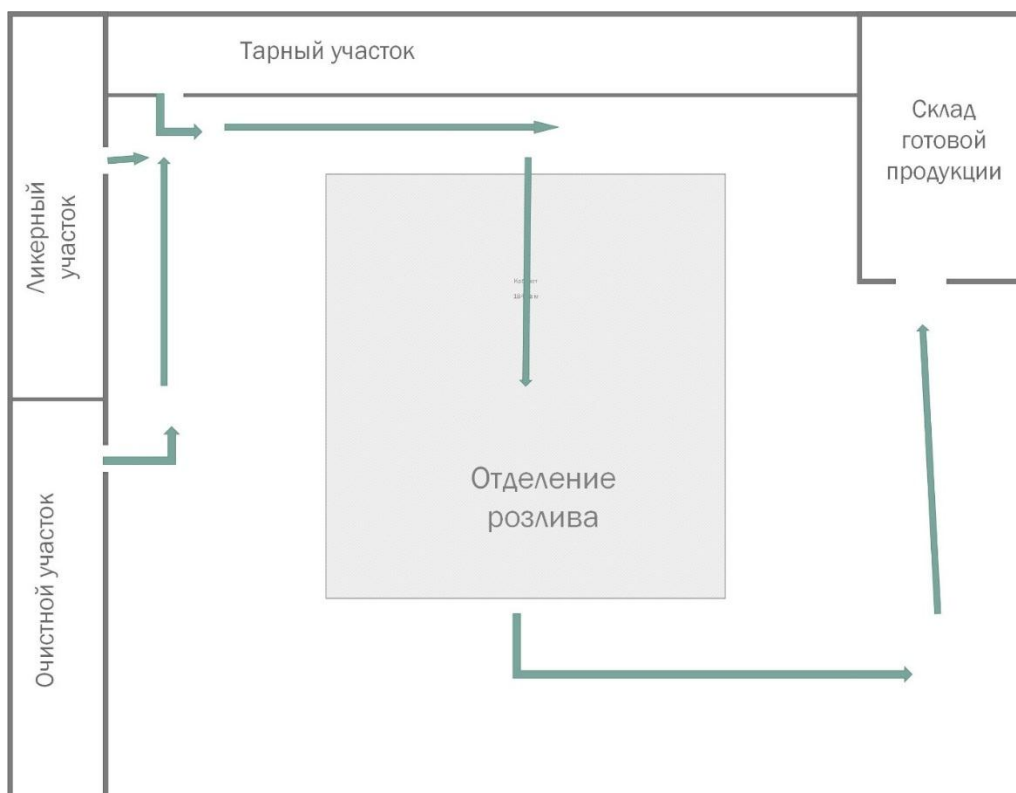 Тарный участок
Склад
готовой
продукции
Ликерный
участок
Отделение
розлива
Очистной участок